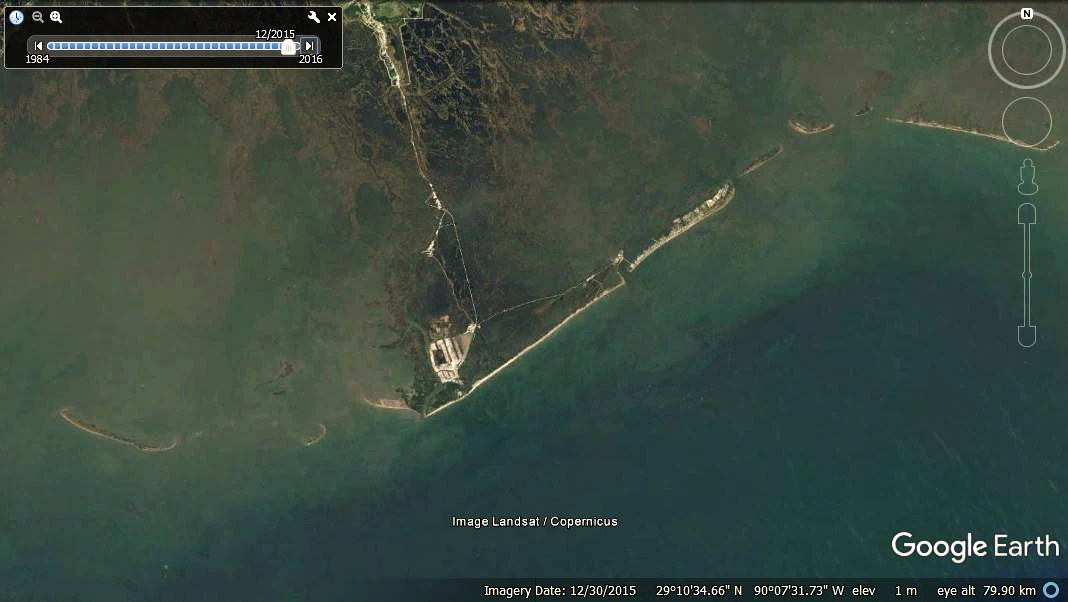 12/2015
1984
2016
N
Image Landsat / Copernicus
Google Earth
Imagery Date: 12/30/2015 29°10'34.66" N 90°07'31.73" W elev 1 m eye alt 79.90 km